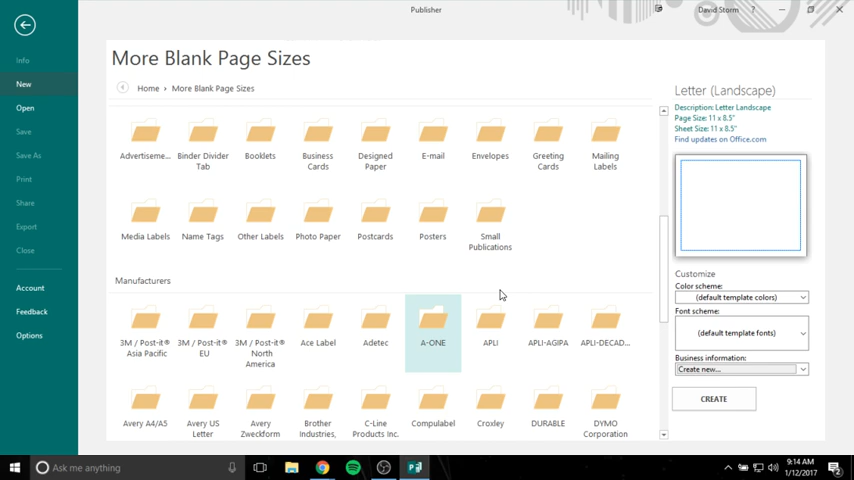 Publisher
David Storm ?
Info
New
Open
Save
Save As
Print
Share
Export
Close
Account
Feedback
Options
More Blank Page Sizes
Home › More Blank Page Sizes
Advertiseme...
Binder Divider
Tab
Booklets
Business
Cards
Designed
Paper
E-mail
Envelopes
Greeting
Cards
Mailing
Labels
Media Labels
Name Tags
Other Labels
Photo Paper
Postcards
Posters
Small
Publications
Manufacturers
3M / Post-it®
Asia Pacific
3M / Post-it®
EU
3M / Post-it®
North
America
Ace Label
Adetec
A-ONE
APLI
APLI-AGIPA
APLI-DECAD...
Avery A4/A5
Avery US
Letter
Avery
Zweckform
Brother
Industries,
C-Line
Products Inc.
Compulabel
Croxley
DURABLE
DYMO
Corporation
Letter (Landscape)
Description: Letter Landscape
Page Size: 11 x 8.5"
Sheet Size: 11 x 8.5"
Find updates on Office.com
Customize
Color scheme:
(default template colors)
Font scheme:
(default template fonts)
Business information:
Create new...
CREATE
Ask me anything
9:14 AM
1/12/2017
2